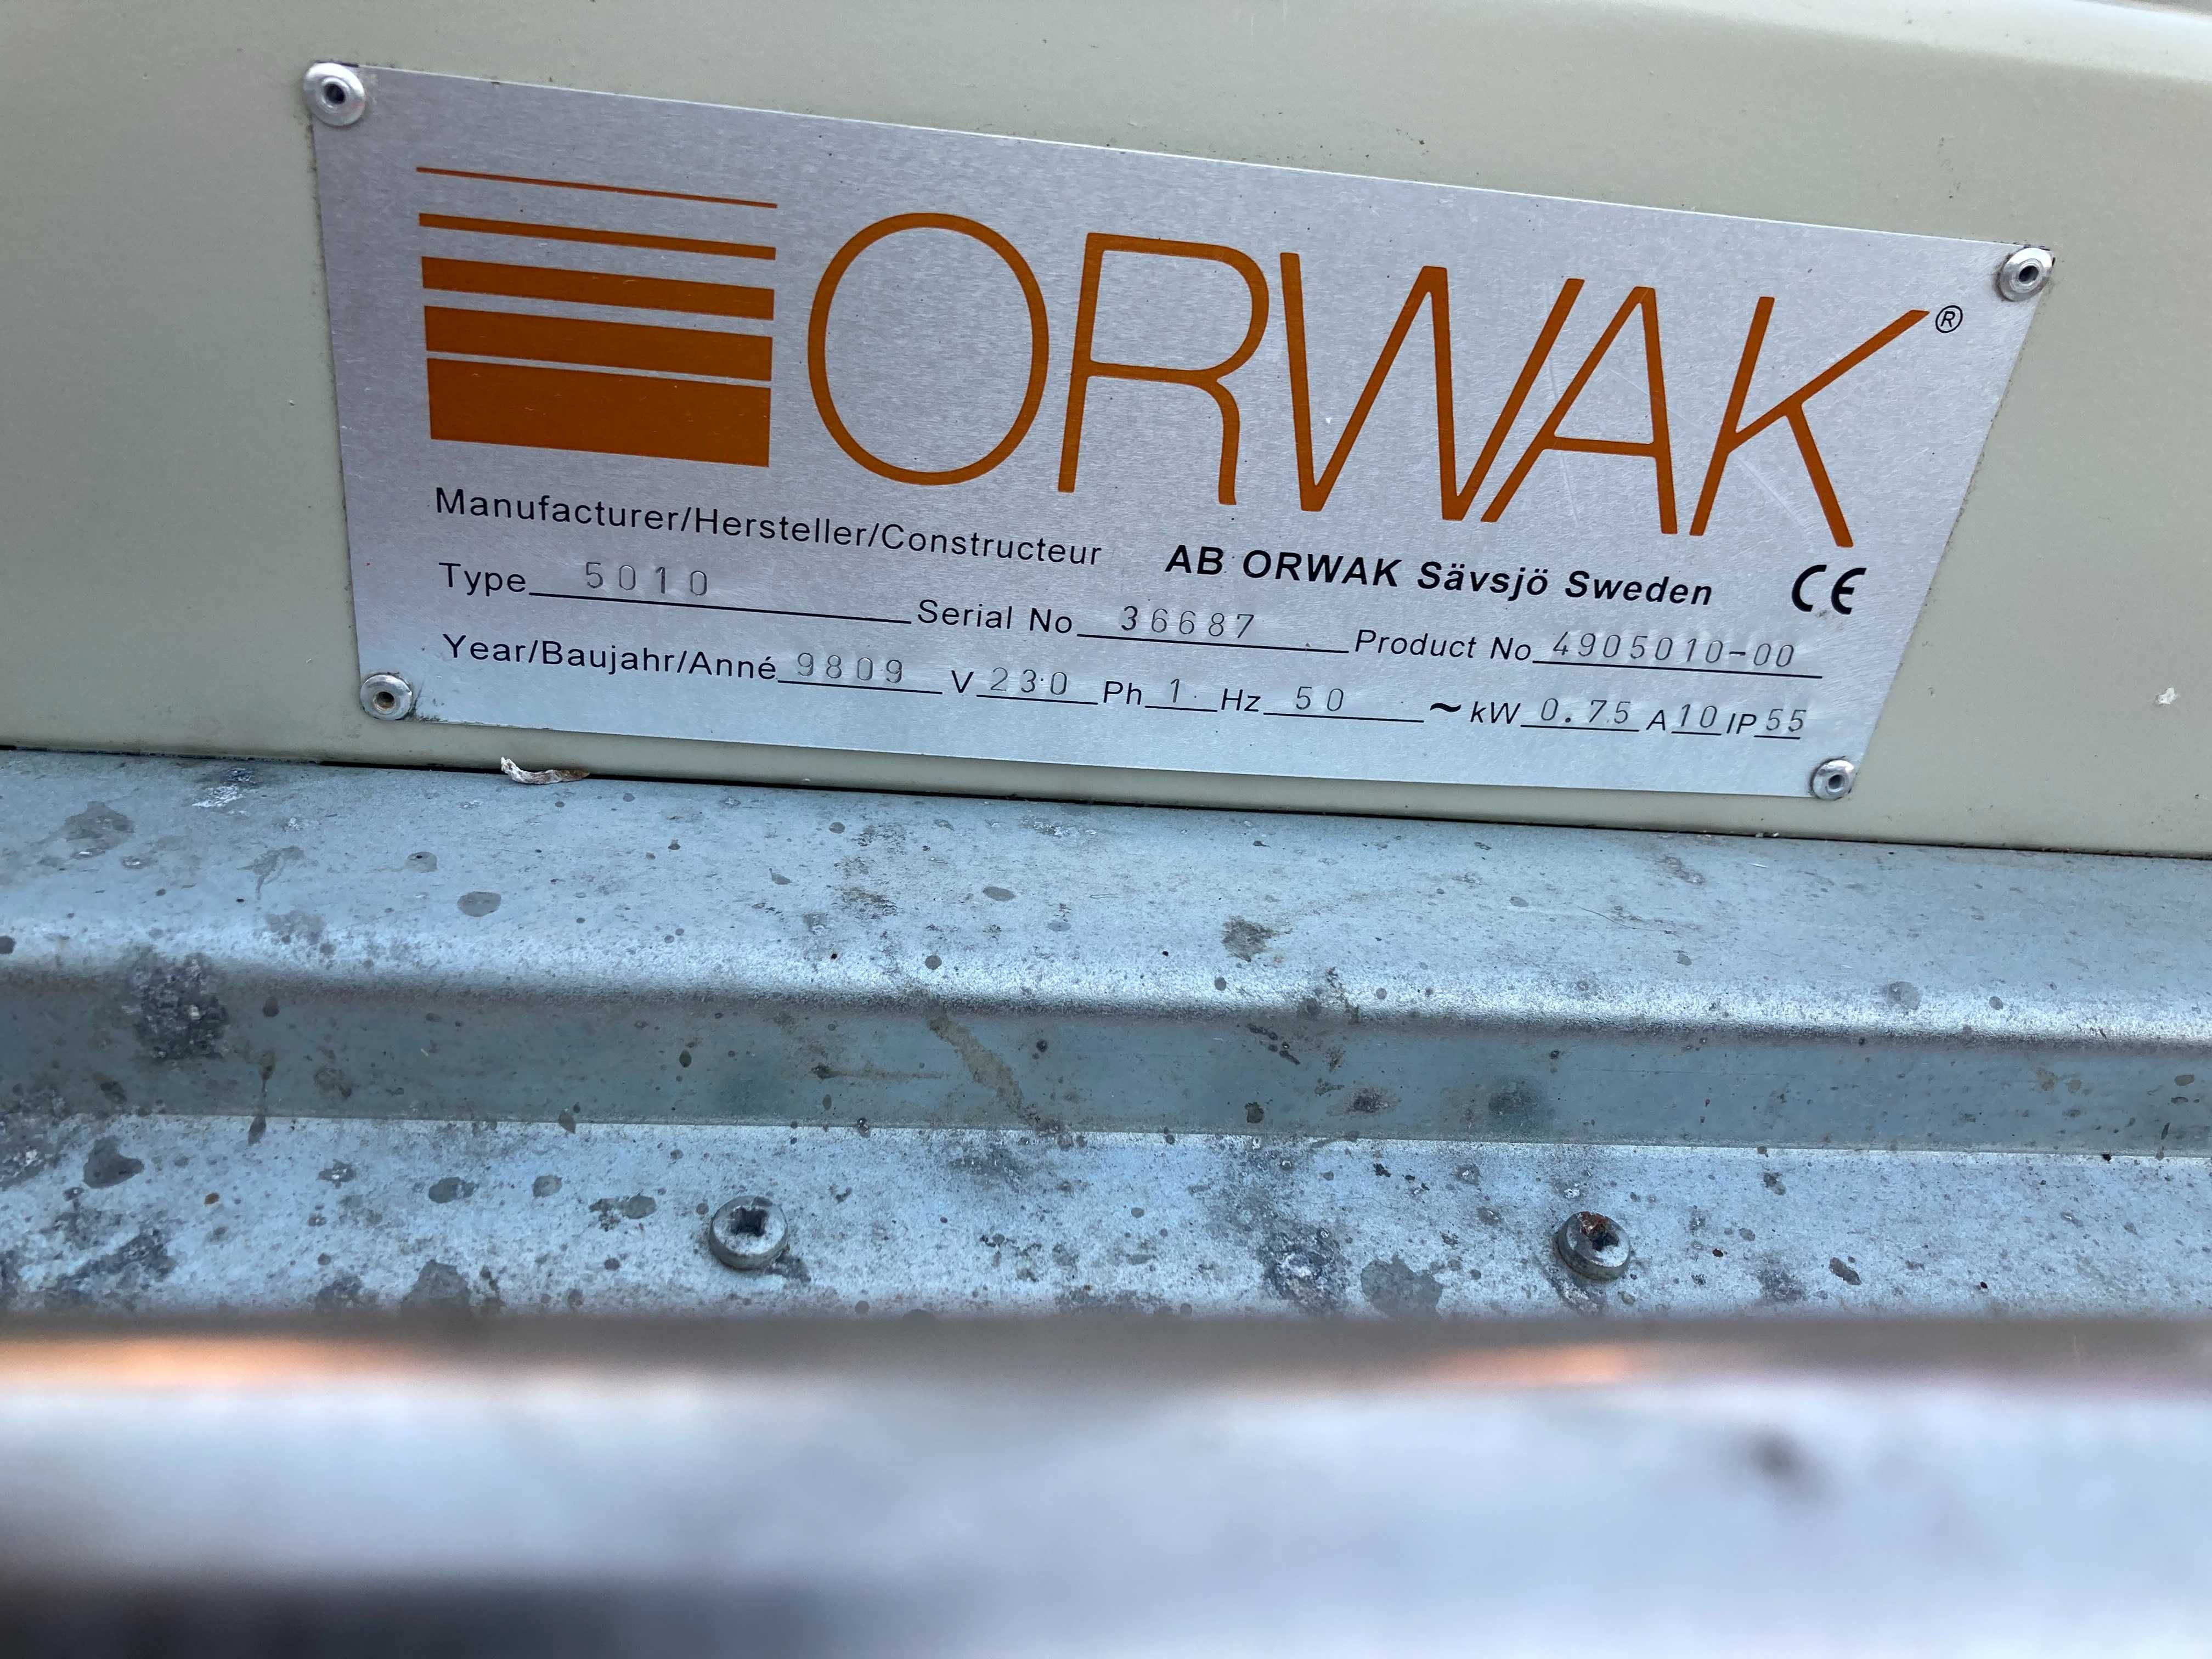 ORWAK®
Manufacturer/Hersteller/Constructeur AB ORWAK Sävsjö Sweden CE
Type 5010 Serial No 36687 Product No 4905010-00
Year/Baujahr/Anné 9809 V 230 Ph 1 Hz 50 ~ kW 0.75 A 10 IP 55